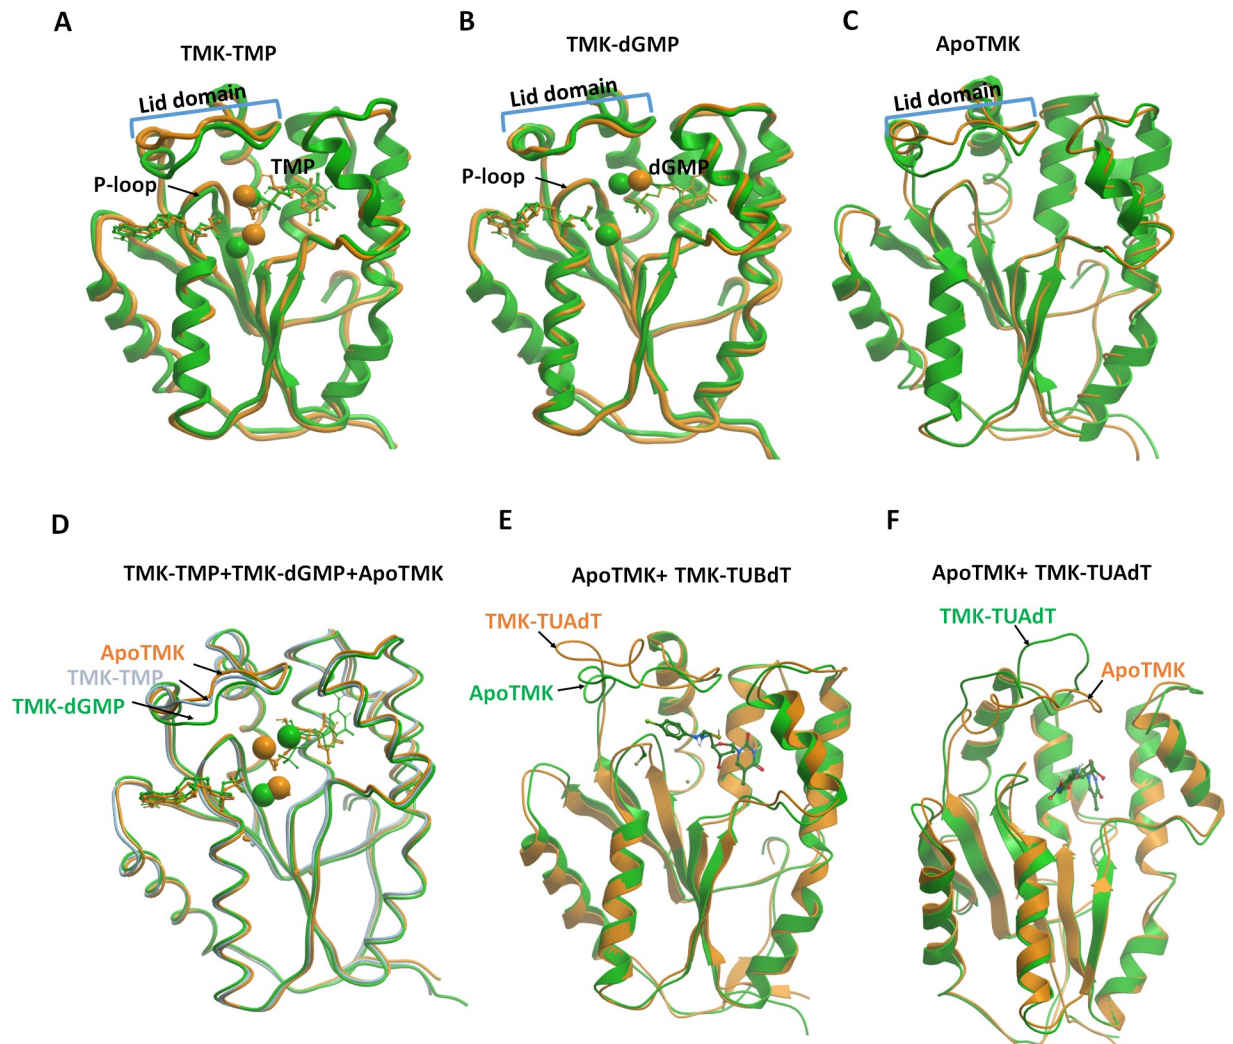 A
TMK-TMP
Lid domain
P-loop
TMP
B
TMK-dGMP
Lid domain
P-loop
dGMP
C
ApoTMK
Lid domain
D
TMK-TMP+TMK-dGMP+ApoTMK
ApoTMK
TMK-TMP
TMK-dGMP
E
ApoTMK+ TMK-TUBdT
TMK-TUAdT
ApoTMK
F
ApoTMK+ TMK-TUAdT
TMK-TUAdT
ApoTMK